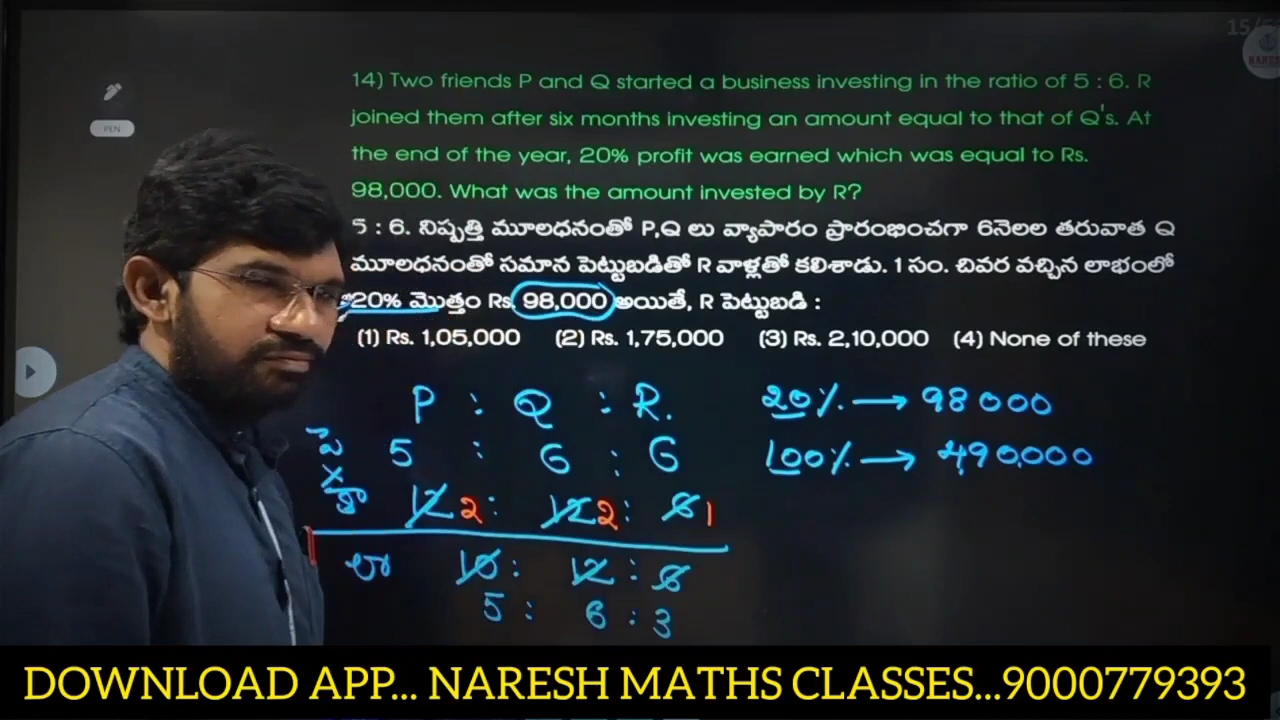 15/5
NARES
PEN
14) Two friends P and Q started a business investing in the ratio of 5 : 6. R
joined them after six months investing an amount equal to that of Q's. At
the end of the year, 20% profit was earned which was equal to Rs.
98,000. What was the amount invested by R?
5 : 6. నిష్పత్తి మూలధనంతో P,Q లు వ్యాపారం ప్రారంభించగా 6నెలల తరువాత Q
మూలధనంతో సమాన పెట్టుబడితో R వాళ్లతో కలిశాడు. 1 సం. చివర వచ్చిన లాభంలో
20% మొత్తం Rs. 98,000 అయితే, R పెట్టుబడి :
(1) Rs. 1,05,000 (2) Rs. 1,75,000 (3) Rs. 2,10,000 (4) None of these
P : Q : R. 20% → 98000
పె 5 : 6 : 6 100% → 490,000
×
కా 12 2 : 12 2 : 6 1
లా 10 : 12 : 6
5 : 6 : 3
DOWNLOAD APP... NARESH MATHS CLASSES...9000779393